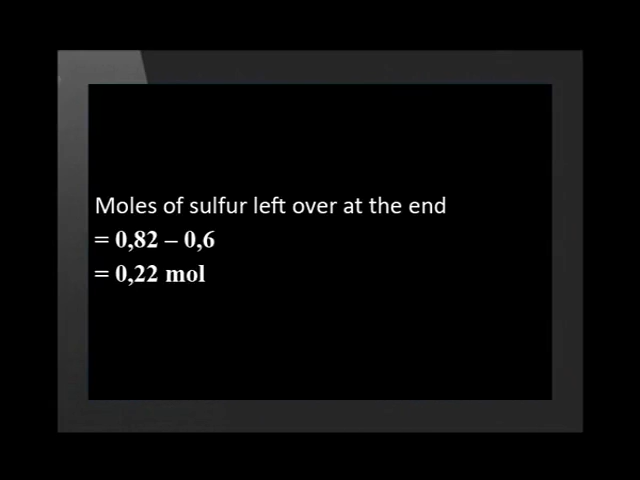 Moles of sulfur left over at the end
= 0,82 – 0,6
= 0,22 mol